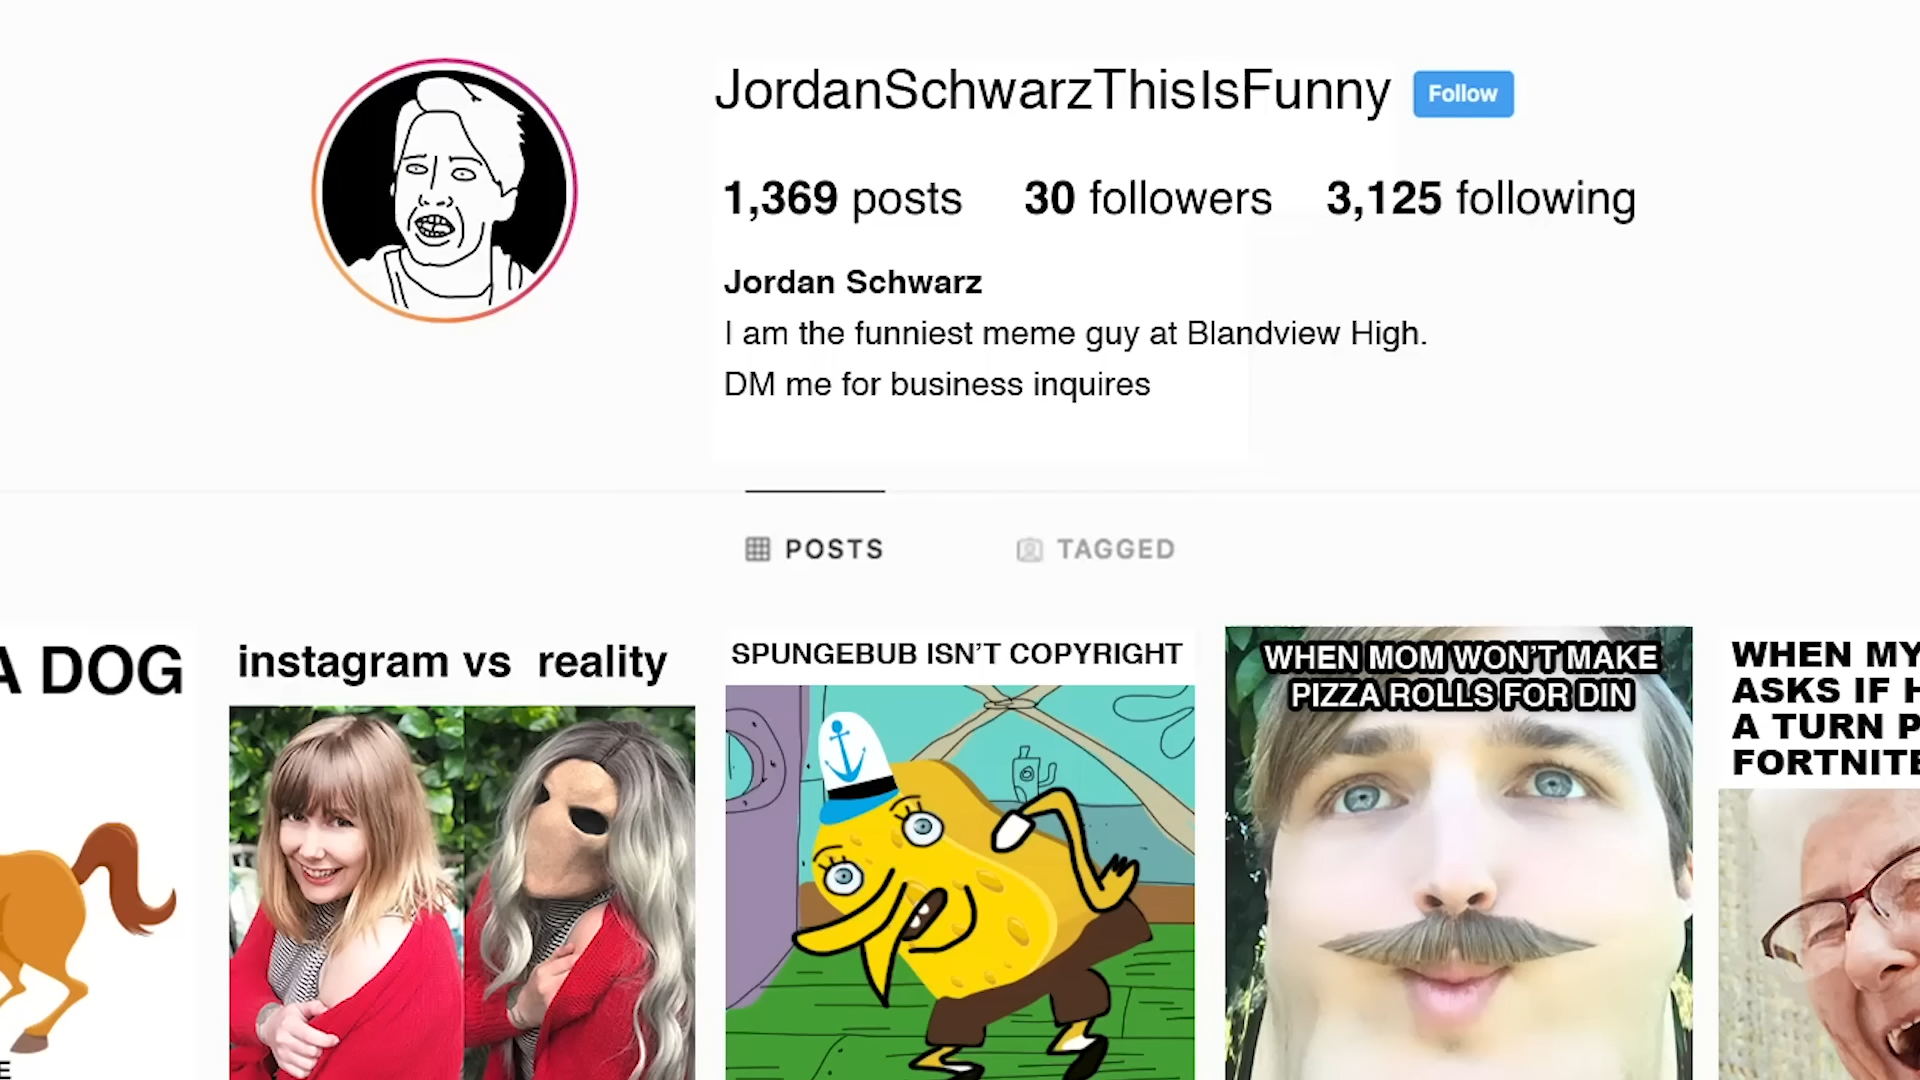 JordanSchwarzThisIsFunny Follow
1,369 posts 30 followers 3,125 following
Jordan Schwarz
I am the funniest meme guy at Blandview High.
DM me for business inquires
POSTS TAGGED
A DOG
instagram vs reality
SPUNGEBUB ISN'T COPYRIGHT
WHEN MOM WON'T MAKE
PIZZA ROLLS FOR DIN
WHEN MY
ASKS IF H
A TURN P
FORTNITE
E